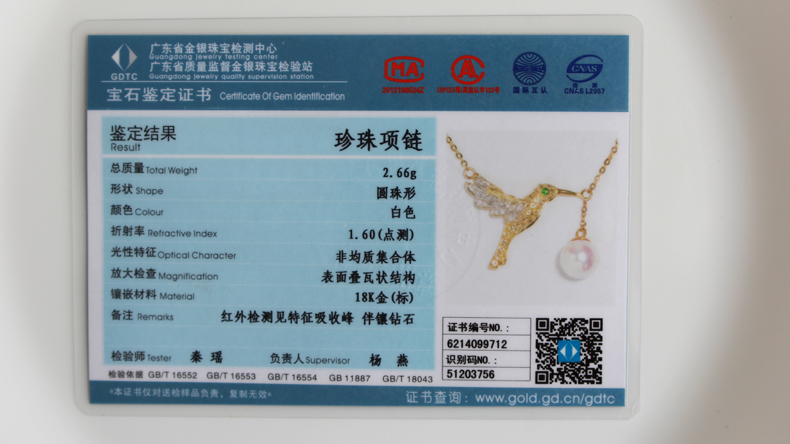 广东省金银珠宝检测中心
Guangdong jewelry testing center
广东省质量监督金银珠宝检验站
Guangdong jewelry quality supervision station
GDTC
宝石鉴定证书 Certificate Of Gem Identification
MA
国际互认
CNAS
CNAS L2957
鉴定结果
Result
珍珠项链
总质量 Total Weight 2.66g
形状 Shape 圆珠形
颜色 Colour 白色
折射率 Refractive Index 1.60(点测)
光性特征 Optical Character 非均质集合体
放大检查 Magnification 表面叠瓦状结构
镶嵌材料 Material 18K金(标)
备注 Remarks 红外检测见特征吸收峰 伴镶钻石
检验师 Tester 秦瑶 负责人 Supervisor 杨燕
检验依据 GB/T 16552 GB/T 16553 GB/T 16554 GB 11887 GB/T 18043
*本证书仅对送检样品负责，复制无效*
证书编号NO.:
6214099712
识别码NO.:
51203756
证书查询: www.gold.gd.cn/gdtc